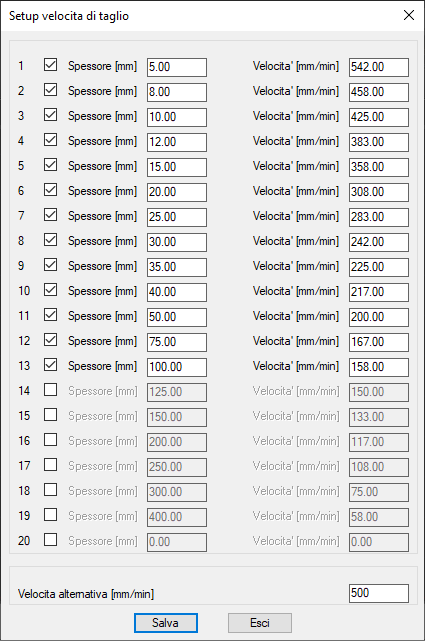 Setup velocita di taglio
1 Spessore [mm] 5.00 Velocita' [mm/min] 542.00
2 Spessore [mm] 8.00 Velocita' [mm/min] 458.00
3 Spessore [mm] 10.00 Velocita' [mm/min] 425.00
4 Spessore [mm] 12.00 Velocita' [mm/min] 383.00
5 Spessore [mm] 15.00 Velocita' [mm/min] 358.00
6 Spessore [mm] 20.00 Velocita' [mm/min] 308.00
7 Spessore [mm] 25.00 Velocita' [mm/min] 283.00
8 Spessore [mm] 30.00 Velocita' [mm/min] 242.00
9 Spessore [mm] 35.00 Velocita' [mm/min] 225.00
10 Spessore [mm] 40.00 Velocita' [mm/min] 217.00
11 Spessore [mm] 50.00 Velocita' [mm/min] 200.00
12 Spessore [mm] 75.00 Velocita' [mm/min] 167.00
13 Spessore [mm] 100.00 Velocita' [mm/min] 158.00
14 Spessore [mm] 125.00 Velocita' [mm/min] 150.00
15 Spessore [mm] 150.00 Velocita' [mm/min] 133.00
16 Spessore [mm] 200.00 Velocita' [mm/min] 117.00
17 Spessore [mm] 250.00 Velocita' [mm/min] 108.00
18 Spessore [mm] 300.00 Velocita' [mm/min] 75.00
19 Spessore [mm] 400.00 Velocita' [mm/min] 58.00
20 Spessore [mm] 0.00 Velocita' [mm/min] 0.00
Velocita alternativa [mm/min] 500
Salva Esci